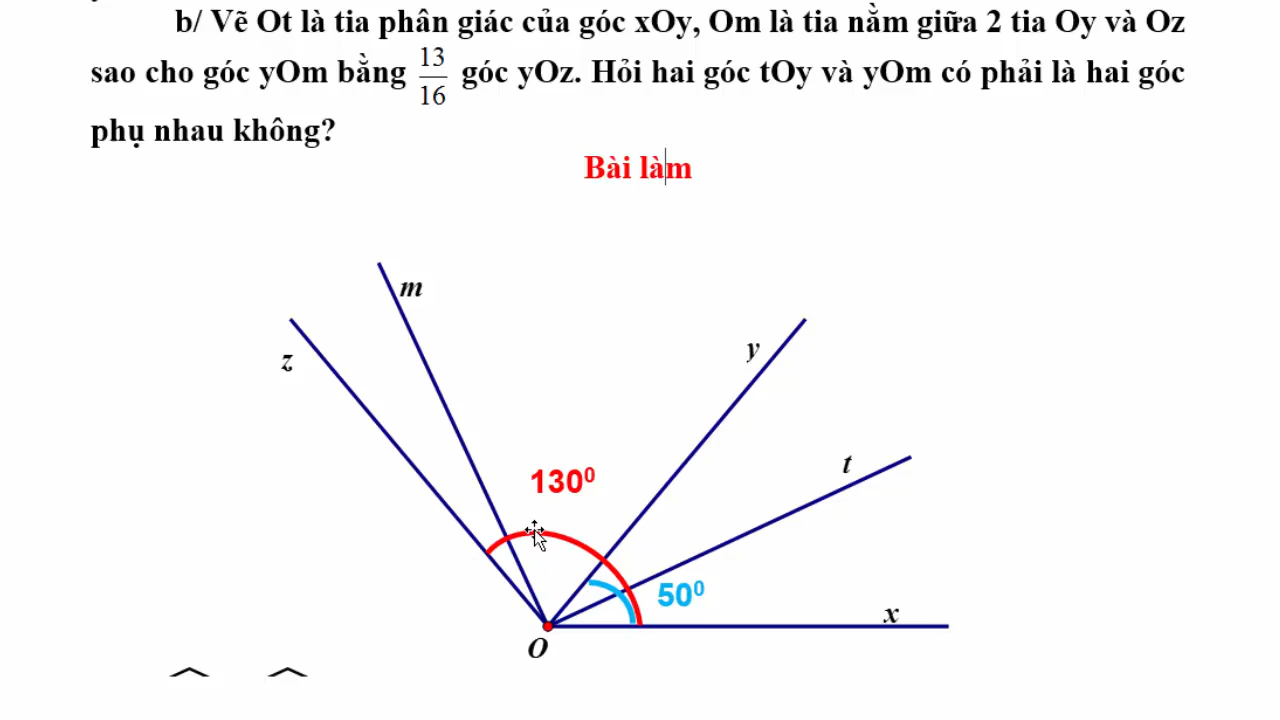 b/ Vẽ Ot là tia phân giác của góc xOy, Om là tia nằm giữa 2 tia Oy và Oz
sao cho góc yOm bằng 13/16 góc yOz. Hỏi hai góc tOy và yOm có phải là hai góc
phụ nhau không?
Bài làm
m
z
y
t
130⁰
50⁰
x
O